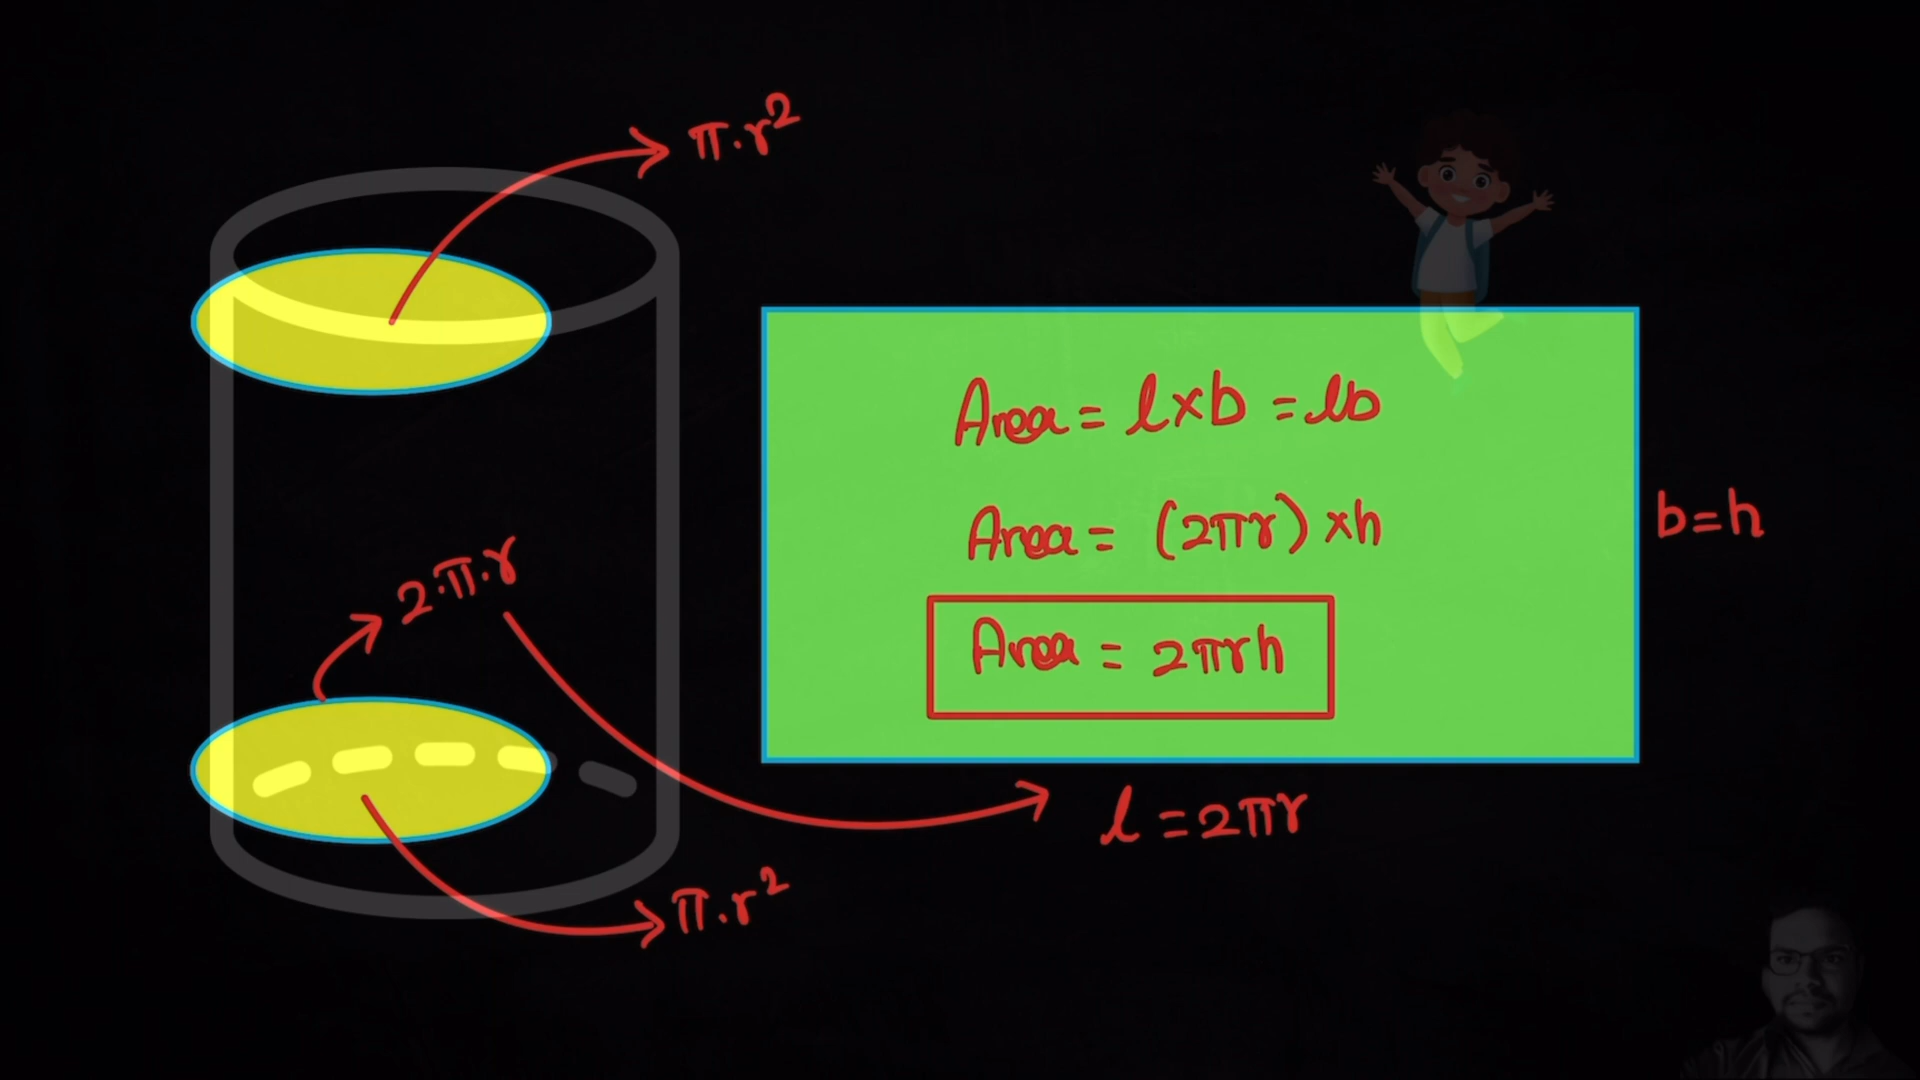 π.r²
Area = l×b = lb
Area = (2πr)×h
b=h
2.π.r
Area = 2πrh
l = 2πr
π.r²